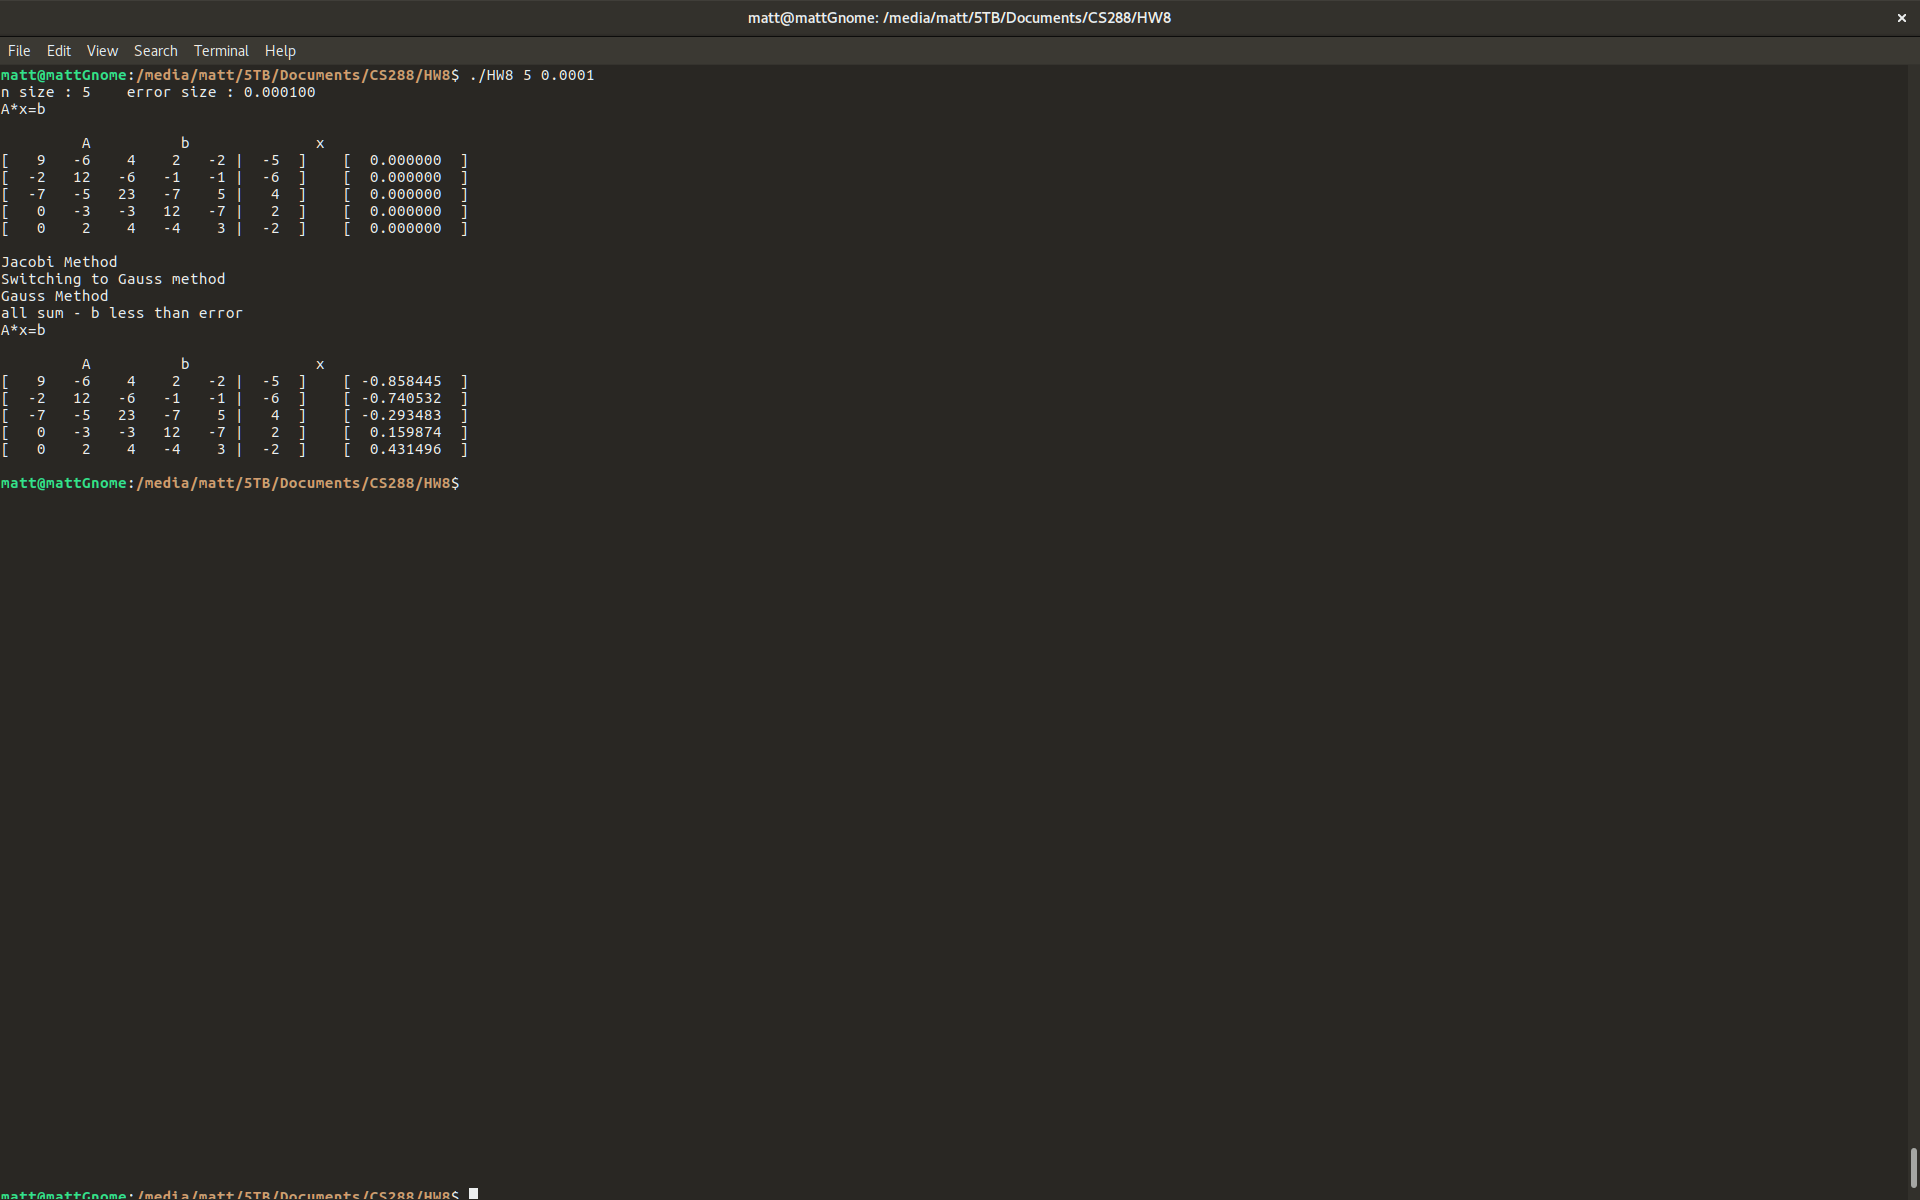 matt@mattGnome: /media/matt/5TB/Documents/CS288/HW8 ×
File Edit View Search Terminal Help
matt@mattGnome:/media/matt/5TB/Documents/CS288/HW8$ ./HW8 5 0.0001
n size : 5    error size : 0.000100
A*x=b
         A          b              x
[   9   -6    4    2   -2 |  -5  ]    [  0.000000  ]
[  -2   12   -6   -1   -1 |  -6  ]    [  0.000000  ]
[  -7   -5   23   -7    5 |   4  ]    [  0.000000  ]
[   0   -3   -3   12   -7 |   2  ]    [  0.000000  ]
[   0    2    4   -4    3 |  -2  ]    [  0.000000  ]
Jacobi Method
Switching to Gauss method
Gauss Method
all sum - b less than error
A*x=b
         A          b              x
[   9   -6    4    2   -2 |  -5  ]    [ -0.858445  ]
[  -2   12   -6   -1   -1 |  -6  ]    [ -0.740532  ]
[  -7   -5   23   -7    5 |   4  ]    [ -0.293483  ]
[   0   -3   -3   12   -7 |   2  ]    [  0.159874  ]
[   0    2    4   -4    3 |  -2  ]    [  0.431496  ]
matt@mattGnome:/media/matt/5TB/Documents/CS288/HW8$
matt@mattGnome:/media/matt/5TB/Documents/CS288/HW8$